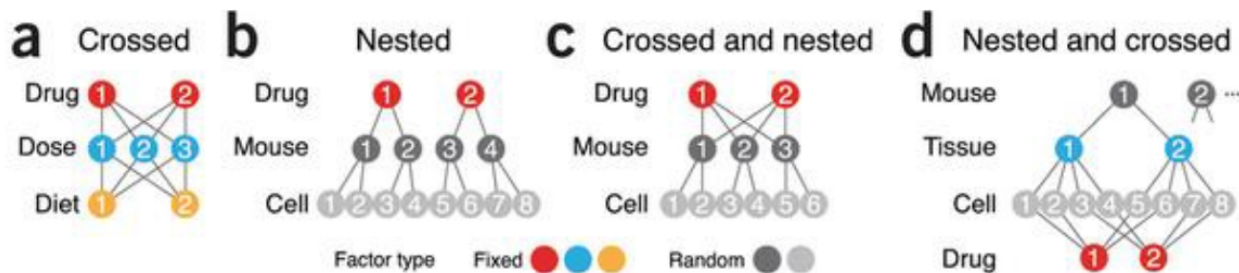 a Crossed
Drug 1 2
Dose 1 2 3
Diet 1 2
b Nested
Drug 1 2
Mouse 1 2 3 4
Cell 1 2 3 4 5 6 7 8
c Crossed and nested
Drug 1 2
Mouse 1 2 3
Cell 1 2 3 4 5 6
d Nested and crossed
Mouse 1 2 ...
Tissue 1 2
Cell 1 2 3 4 5 6 7 8
Drug 1 2
Factor type Fixed Random